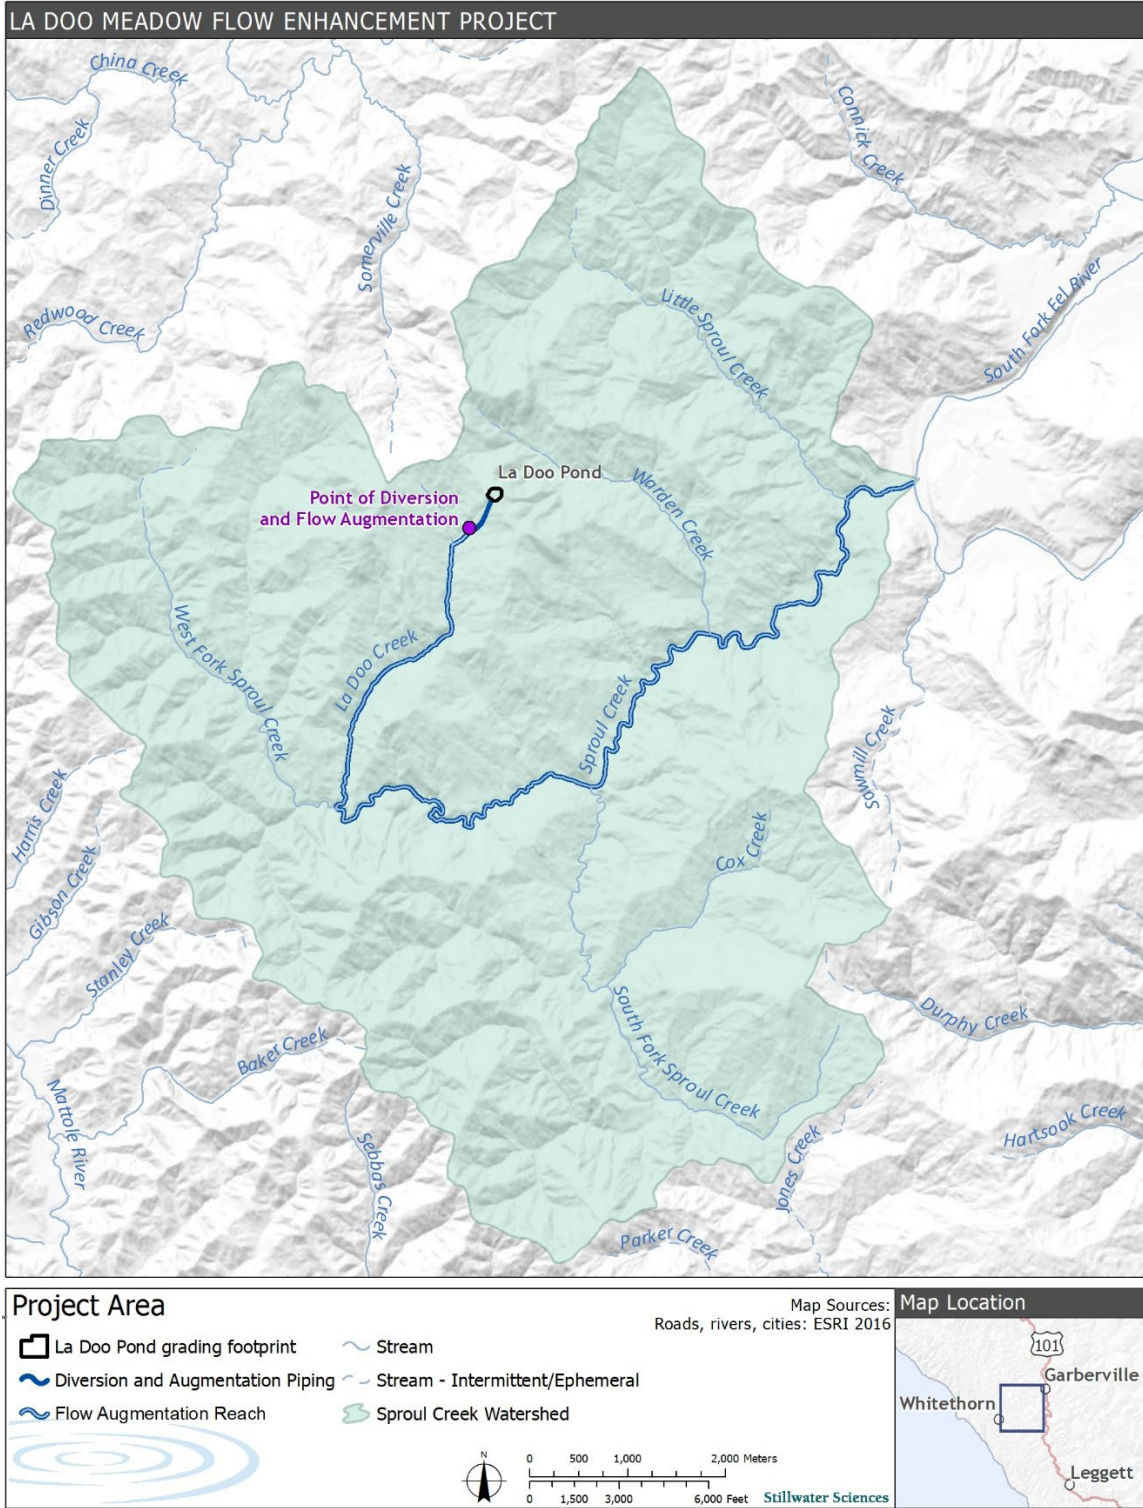 LA DOO MEADOW FLOW ENHANCEMENT PROJECT
China Creek
Dinner Creek
Somerville Creek
Connick Creek
Redwood Creek
Little Sproul Creek
South Fork Eel River
La Doo Pond
Point of Diversion
and Flow Augmentation
Warden Creek
West Fork Sproul Creek
La Doo Creek
Sproul Creek
Sawmill Creek
Harris Creek
Gibson Creek
Cox Creek
Stanley Creek
South Fork Sproul Creek
Durphy Creek
Baker Creek
Mattole River
Sebbas Creek
Jones Creek
Hartsook Creek
Parker Creek
Project Area
La Doo Pond grading footprint
Diversion and Augmentation Piping
Flow Augmentation Reach
Stream
Stream - Intermittent/Ephemeral
Sproul Creek Watershed
Map Sources:
Roads, rivers, cities: ESRI 2016
N
0 500 1,000 2,000 Meters
0 1,500 3,000 6,000 Feet
Stillwater Sciences
Map Location
101
Garberville
Whitethorn
Leggett